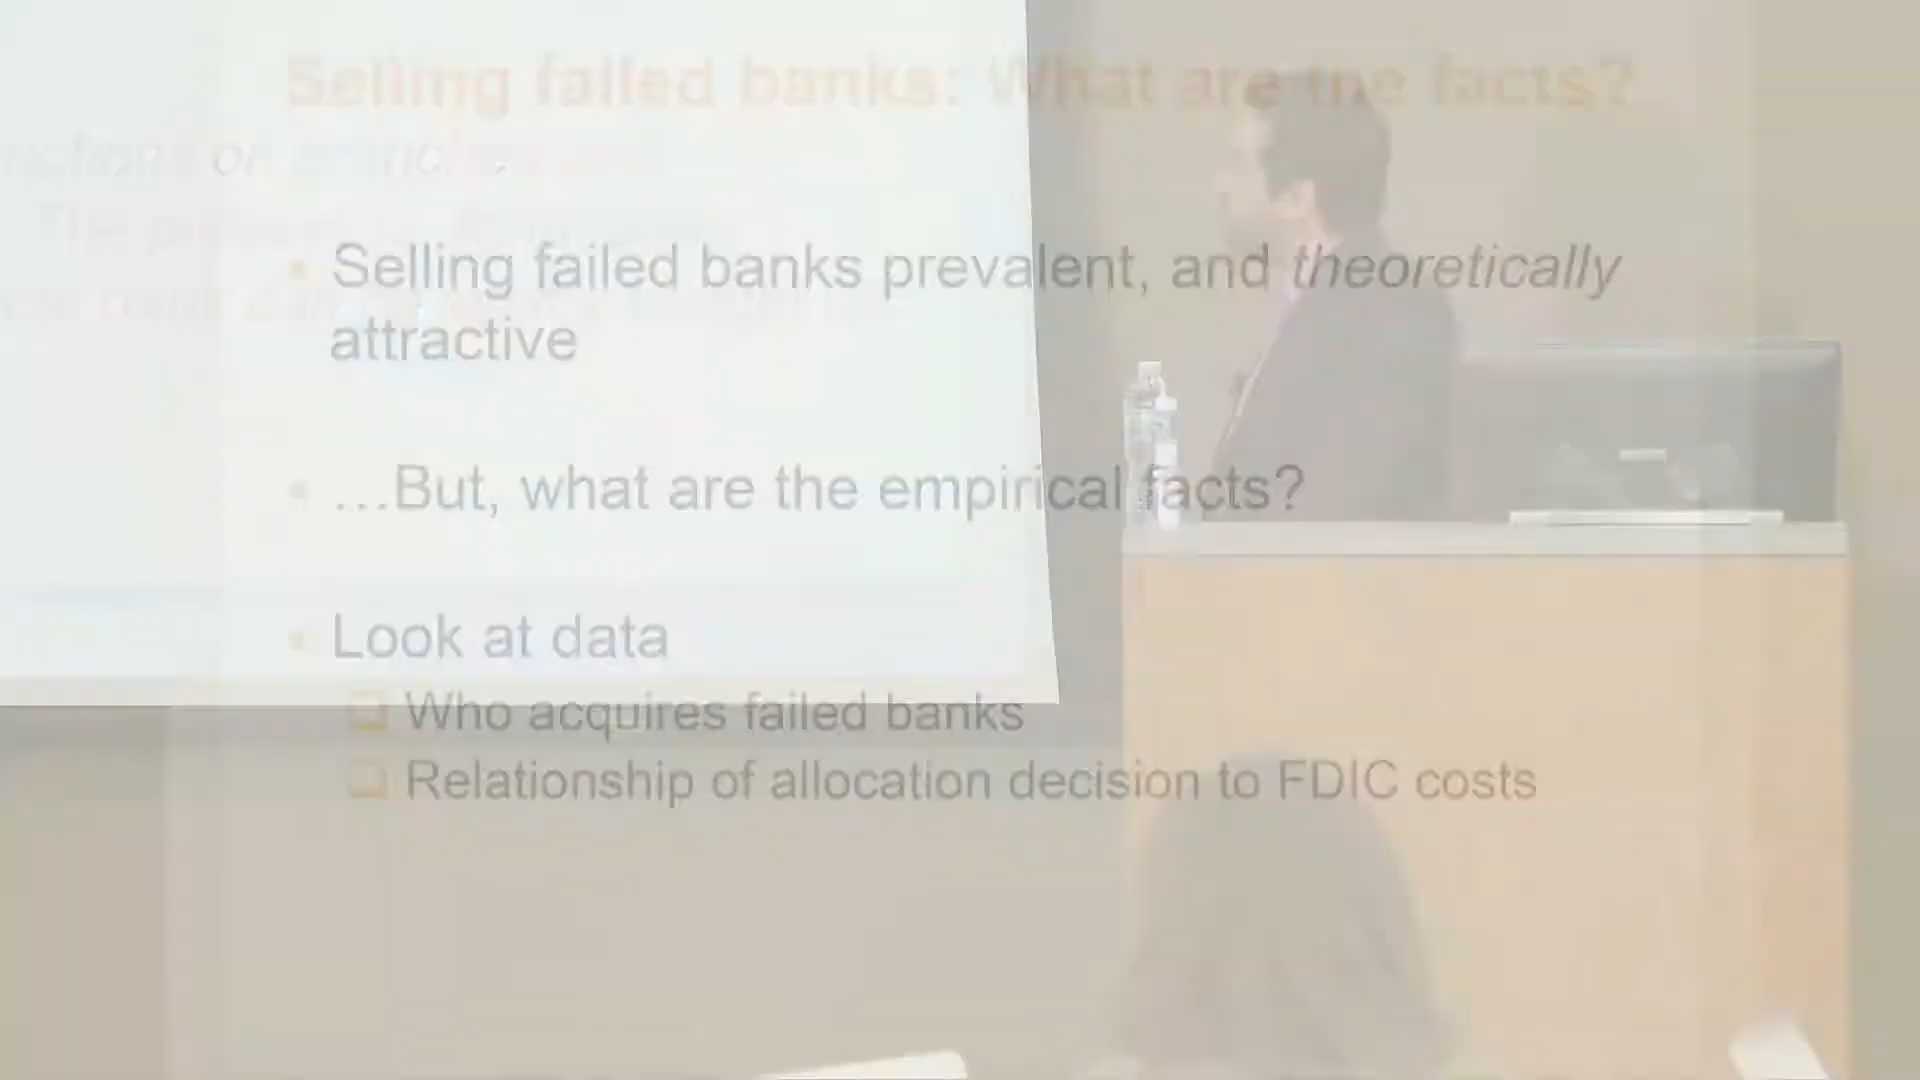 Selling failed banks: What are the facts?
Selling failed banks prevalent, and theoretically
attractive
…But, what are the empirical facts?
Look at data
Who acquires failed banks
Relationship of allocation decision to FDIC costs